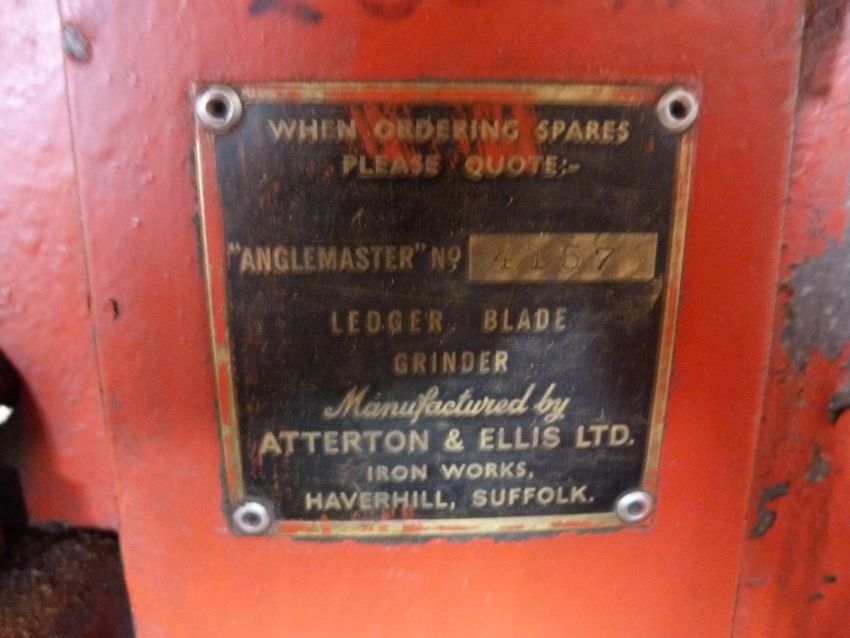 WHEN ORDERING SPARES
PLEASE QUOTE:-
"ANGLEMASTER" No 4157
LEDGER BLADE
GRINDER
Manufactured by
ATTERTON & ELLIS LTD.
IRON WORKS,
HAVERHILL, SUFFOLK.